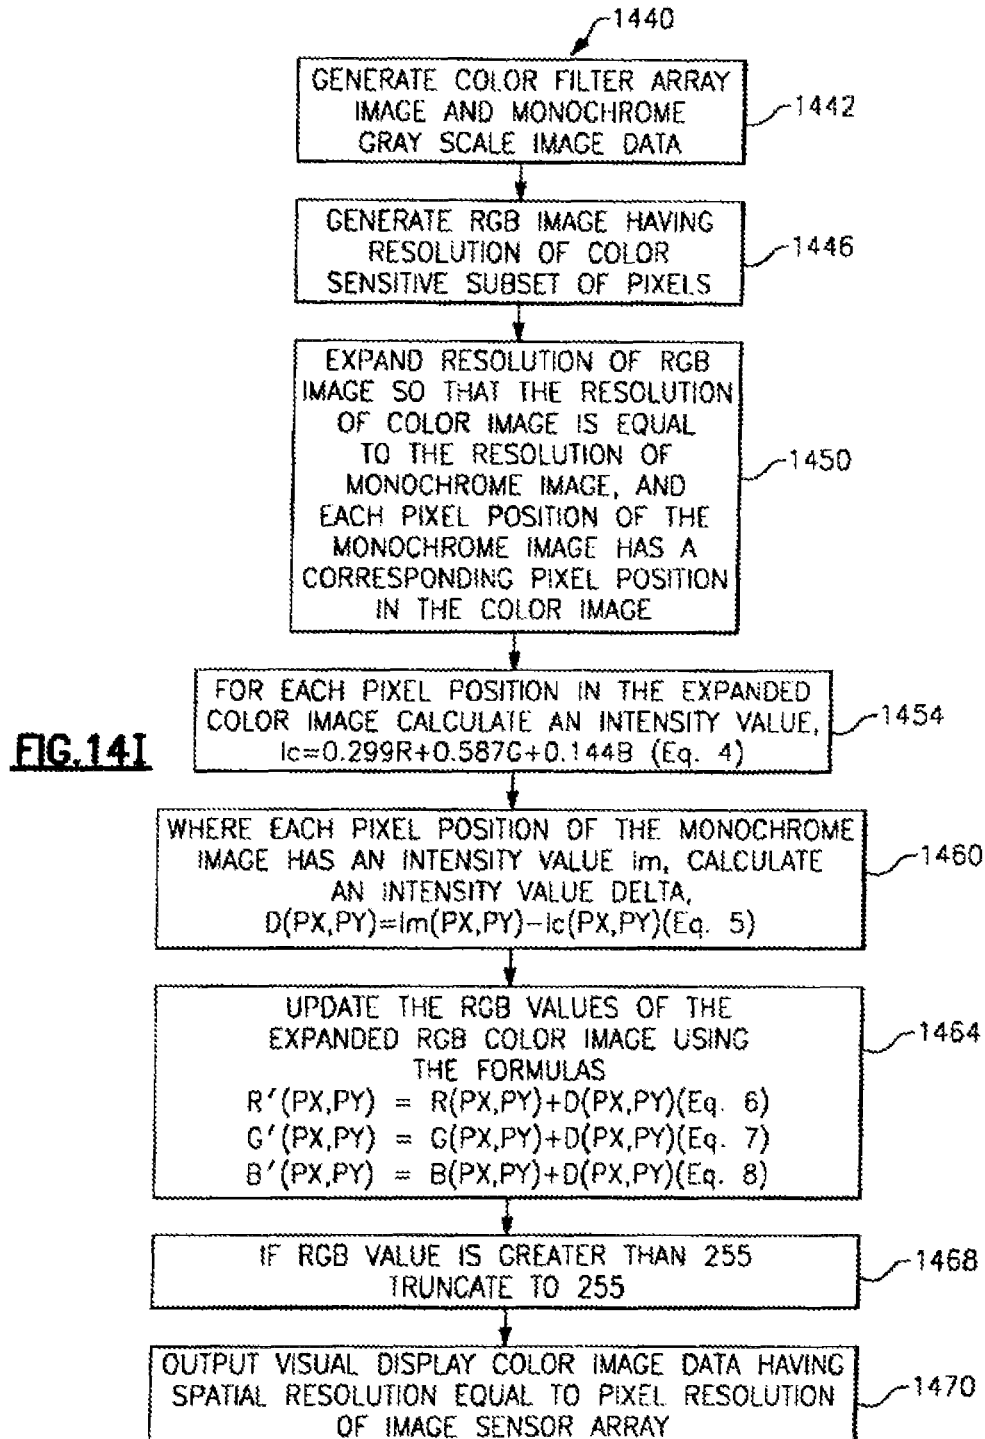 1440
GENERATE COLOR FILTER ARRAY
IMAGE AND MONOCHROME
GRAY SCALE IMAGE DATA
1442
GENERATE RGB IMAGE HAVING
RESOLUTION OF COLOR
SENSITIVE SUBSET OF PIXELS
1446
EXPAND RESOLUTION OF RGB
IMAGE SO THAT THE RESOLUTION
OF COLOR IMAGE IS EQUAL
TO THE RESOLUTION OF
MONOCHROME IMAGE, AND
EACH PIXEL POSITION OF THE
MONOCHROME IMAGE HAS A
CORRESPONDING PIXEL POSITION
IN THE COLOR IMAGE
1450
FOR EACH PIXEL POSITION IN THE EXPANDED
COLOR IMAGE CALCULATE AN INTENSITY VALUE,
Ic=0.299R+0.587G+0.144B (Eq. 4)
1454
FIG.14I
WHERE EACH PIXEL POSITION OF THE MONOCHROME
IMAGE HAS AN INTENSITY VALUE Im, CALCULATE
AN INTENSITY VALUE DELTA,
D(PX,PY)=Im(PX,PY)-Ic(PX,PY)(Eq. 5)
1460
UPDATE THE RGB VALUES OF THE
EXPANDED RGB COLOR IMAGE USING
THE FORMULAS
R'(PX,PY) = R(PX,PY)+D(PX,PY)(Eq. 6)
G'(PX,PY) = G(PX,PY)+D(PX,PY)(Eq. 7)
B'(PX,PY) = B(PX,PY)+D(PX,PY)(Eq. 8)
1464
IF RGB VALUE IS GREATER THAN 255
TRUNCATE TO 255
1468
OUTPUT VISUAL DISPLAY COLOR IMAGE DATA HAVING
SPATIAL RESOLUTION EQUAL TO PIXEL RESOLUTION
OF IMAGE SENSOR ARRAY
1470